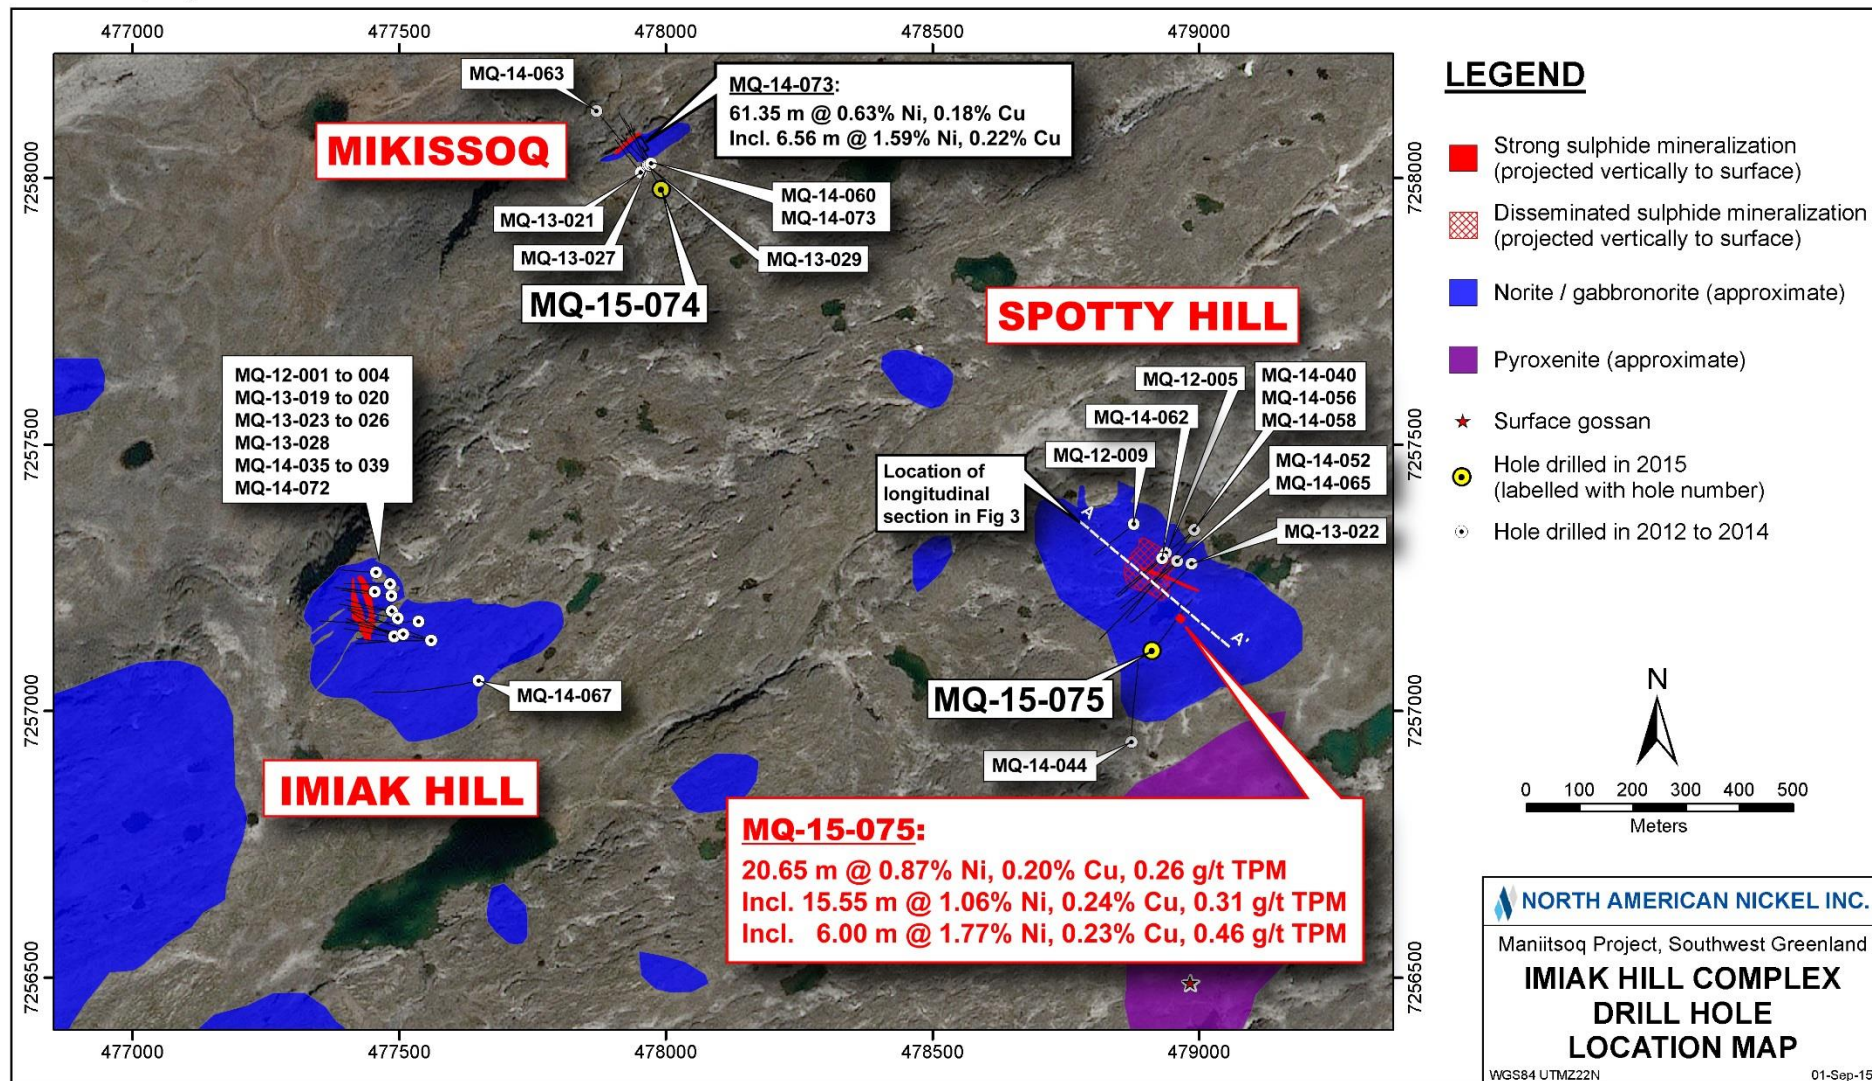 477000
477500
478000
478500
479000
7258000
7257500
7257000
7256500
7258000
7257500
7257000
7256500
MQ-14-063
MIKISSOQ
MQ-14-073:
61.35 m @ 0.63% Ni, 0.18% Cu
Incl. 6.56 m @ 1.59% Ni, 0.22% Cu
MQ-13-021
MQ-13-027
MQ-14-060
MQ-14-073
MQ-13-029
MQ-15-074
SPOTTY HILL
MQ-12-001 to 004
MQ-13-019 to 020
MQ-13-023 to 026
MQ-13-028
MQ-14-035 to 039
MQ-14-072
MQ-12-005
MQ-14-040
MQ-14-056
MQ-14-058
MQ-14-062
MQ-12-009
MQ-14-052
MQ-14-065
MQ-13-022
Location of
longitudinal
section in Fig 3
A
A'
MQ-14-067
MQ-15-075
MQ-14-044
IMIAK HILL
MQ-15-075:
20.65 m @ 0.87% Ni, 0.20% Cu, 0.26 g/t TPM
Incl. 15.55 m @ 1.06% Ni, 0.24% Cu, 0.31 g/t TPM
Incl. 6.00 m @ 1.77% Ni, 0.23% Cu, 0.46 g/t TPM
477000
477500
478000
478500
479000
LEGEND
Strong sulphide mineralization
(projected vertically to surface)
Disseminated sulphide mineralization
(projected vertically to surface)
Norite / gabbronorite (approximate)
Pyroxenite (approximate)
Surface gossan
Hole drilled in 2015
(labelled with hole number)
Hole drilled in 2012 to 2014
N
0 100 200 300 400 500
Meters
NORTH AMERICAN NICKEL INC.
Maniitsoq Project, Southwest Greenland
IMIAK HILL COMPLEX
DRILL HOLE
LOCATION MAP
WGS84 UTMZ22N
01-Sep-15